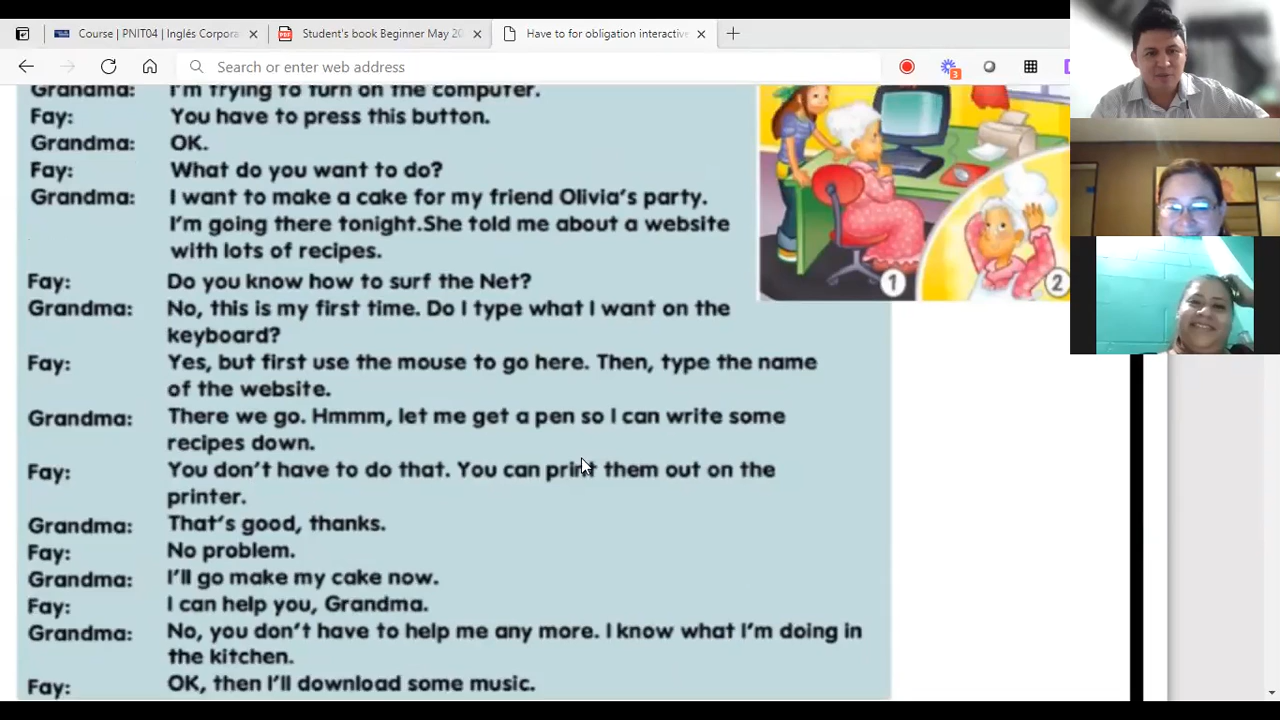 Course | PNIT04 | Inglés Corpora
Student's book Beginner May 20
Have to for obligation interactive
Search or enter web address
3
Grandma: I'm trying to turn on the computer.
Fay: You have to press this button.
Grandma: OK.
Fay: What do you want to do?
Grandma: I want to make a cake for my friend Olivia's party.
I'm going there tonight.She told me about a website
with lots of recipes.
Fay: Do you know how to surf the Net?
Grandma: No, this is my first time. Do I type what I want on the
keyboard?
Fay: Yes, but first use the mouse to go here. Then, type the name
of the website.
Grandma: There we go. Hmmm, let me get a pen so I can write some
recipes down.
Fay: You don't have to do that. You can print them out on the
printer.
Grandma: That's good, thanks.
Fay: No problem.
Grandma: I'll go make my cake now.
Fay: I can help you, Grandma.
Grandma: No, you don't have to help me any more. I know what I'm doing in
the kitchen.
Fay: OK, then I'll download some music.
1
2